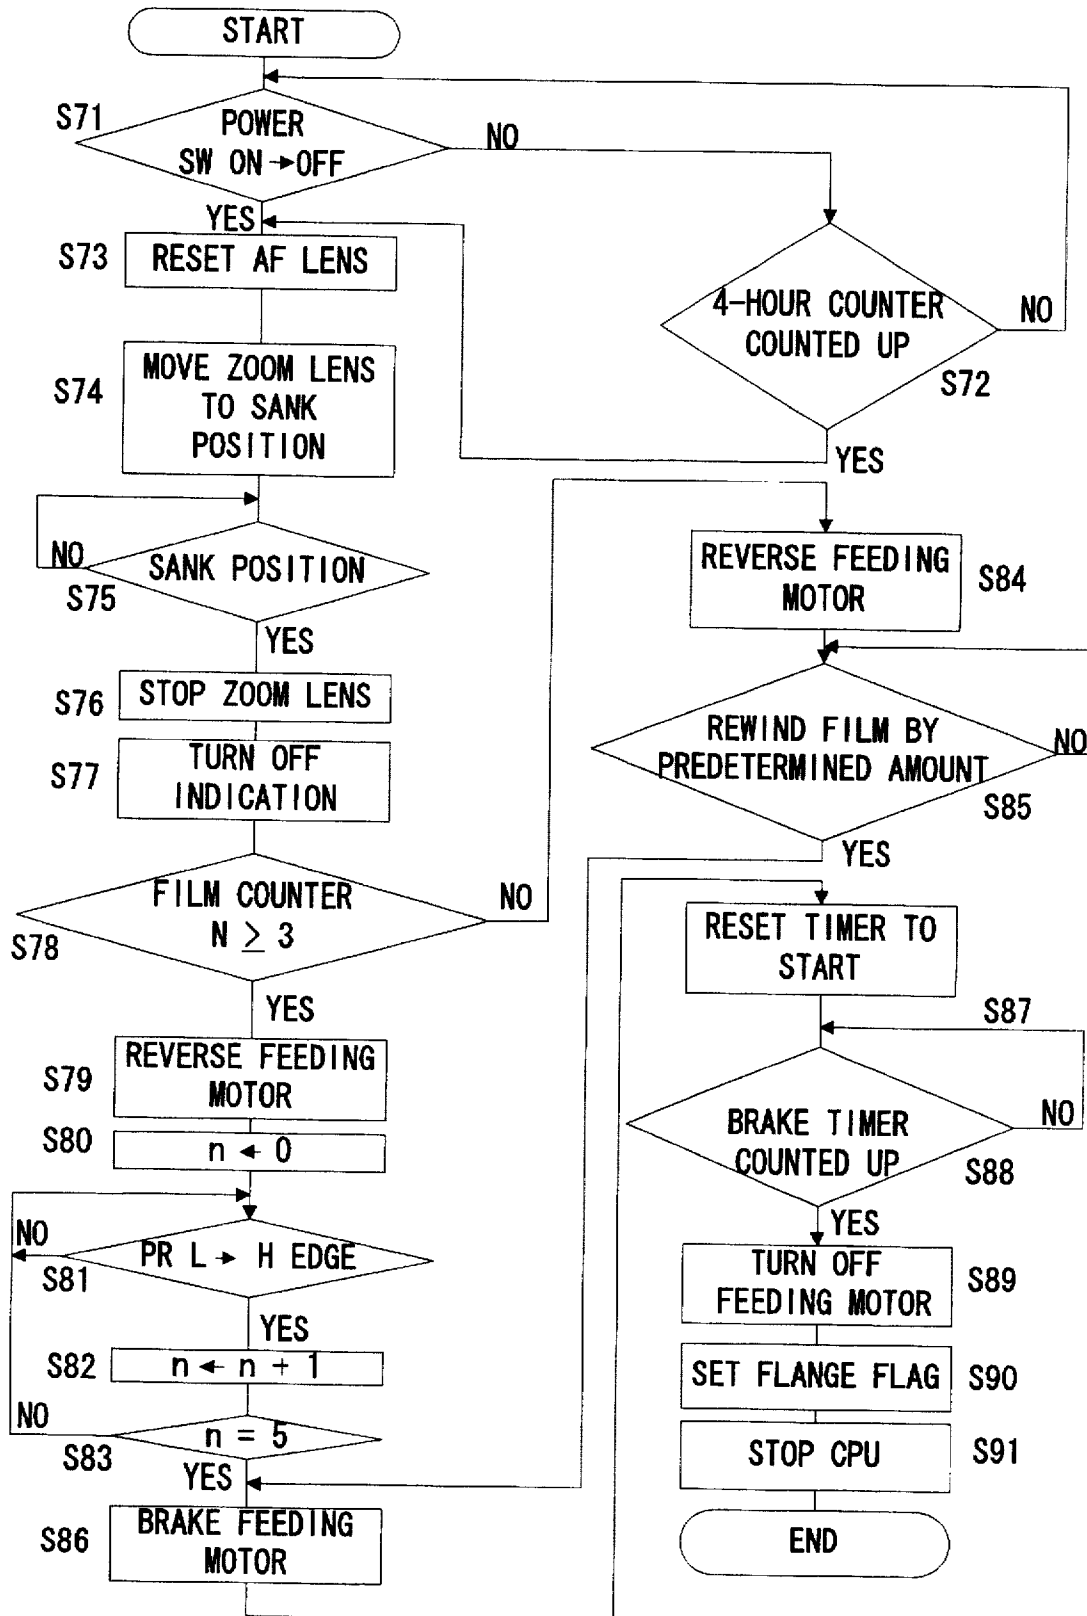 START
S71
POWER
SW ON→OFF
NO
YES
S73
RESET AF LENS
4-HOUR COUNTER
COUNTED UP
NO
S72
YES
S74
MOVE ZOOM LENS
TO SANK
POSITION
NO
SANK POSITION
S75
YES
S76
STOP ZOOM LENS
S77
TURN OFF
INDICATION
FILM COUNTER
N ≥ 3
NO
S78
YES
S79
REVERSE FEEDING
MOTOR
S80
n ← 0
NO
PR L → H EDGE
S81
YES
S82
n ← n + 1
NO
n = 5
S83
YES
S86
BRAKE FEEDING
MOTOR
REVERSE FEEDING
MOTOR
S84
REWIND FILM BY
PREDETERMINED AMOUNT
NO
S85
YES
RESET TIMER TO
START
S87
BRAKE TIMER
COUNTED UP
NO
S88
YES
TURN OFF
FEEDING MOTOR
S89
SET FLANGE FLAG
S90
STOP CPU
S91
END